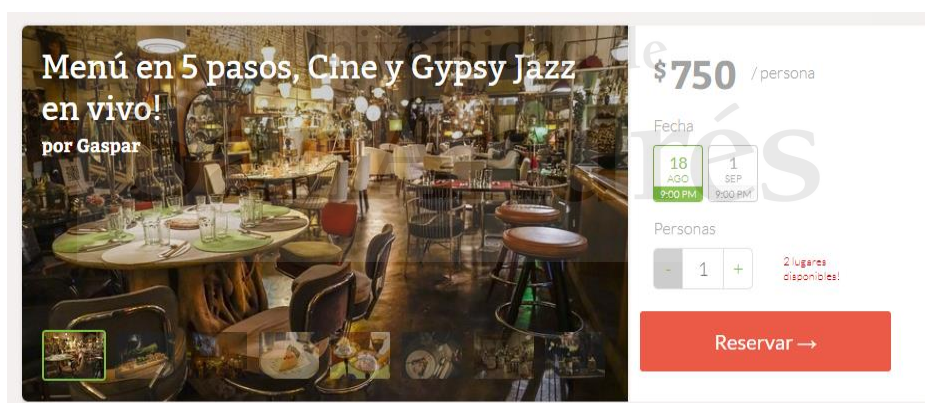 Menú en 5 pasos, Cine y Gypsy Jazz
en vivo!
por Gaspar
$750 / persona
Fecha
18
AGO
9:00 PM
1
SEP
9:00 PM
Personas
- 1 +
2 lugares
disponibles!
Reservar →